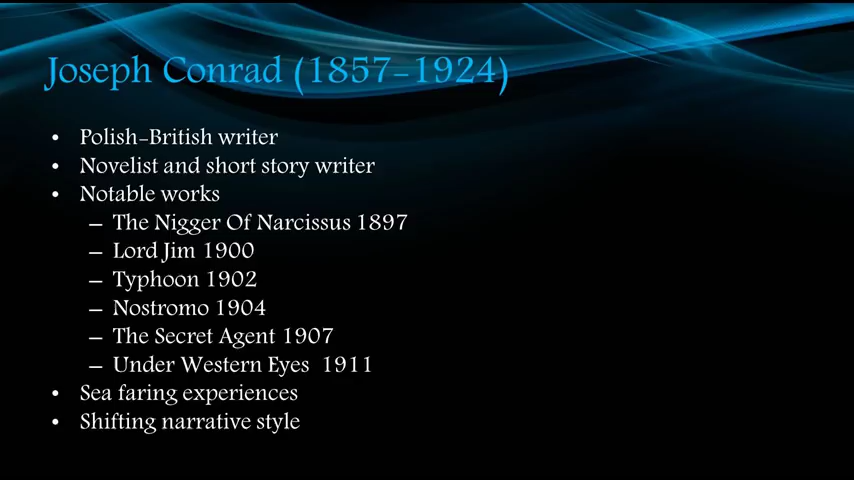 Joseph Conrad (1857-1924)
• Polish-British writer
• Novelist and short story writer
• Notable works
– The Nigger Of Narcissus 1897
– Lord Jim 1900
– Typhoon 1902
– Nostromo 1904
– The Secret Agent 1907
– Under Western Eyes 1911
• Sea faring experiences
• Shifting narrative style